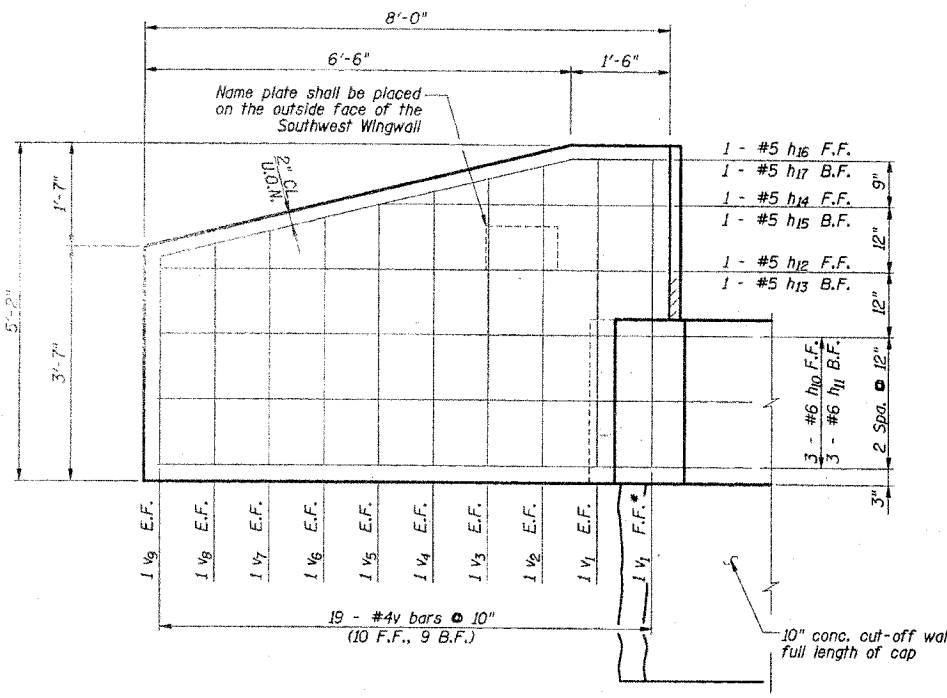 8'-0"
6'-6"
1'-6"
Name plate shall be placed
on the outside face of the
Southwest Wingwall
2" CL.
U.O.N.
5'-2"
1'-7"
3'-7"
1 - #5 h16 F.F.
1 - #5 h17 B.F.
1 - #5 h14 F.F.
1 - #5 h15 B.F.
1 - #5 h12 F.F.
1 - #5 h13 B.F.
9"
12"
12"
3 - #6 h10 F.F.
3 - #6 h11 B.F.
2 Spa. @ 12"
3"
1 v9 E.F.
1 v8 E.F.
1 v7 E.F.
1 v6 E.F.
1 v5 E.F.
1 v4 E.F.
1 v3 E.F.
1 v2 E.F.
1 v1 E.F.
1 v1 F.F.*
19 - #4v bars @ 10"
(10 F.F., 9 B.F.)
10" conc. cut-off wal
full length of cap